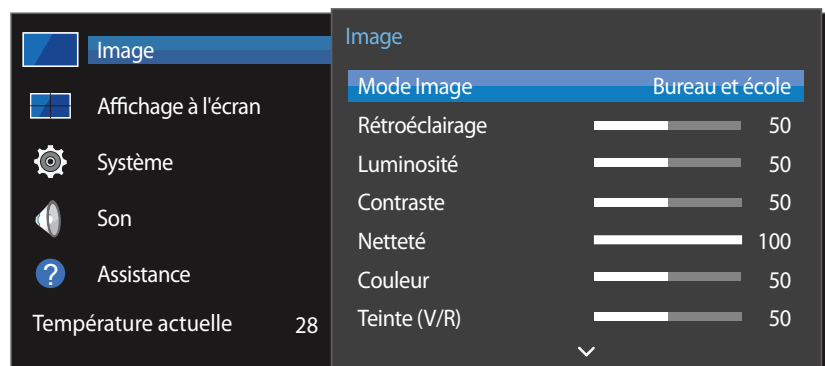 Image
Affichage à l'écran
Système
Son
Assistance
Température actuelle 28
Image
Mode Image Bureau et école
Rétroéclairage 50
Luminosité 50
Contraste 50
Netteté 100
Couleur 50
Teinte (V/R) 50